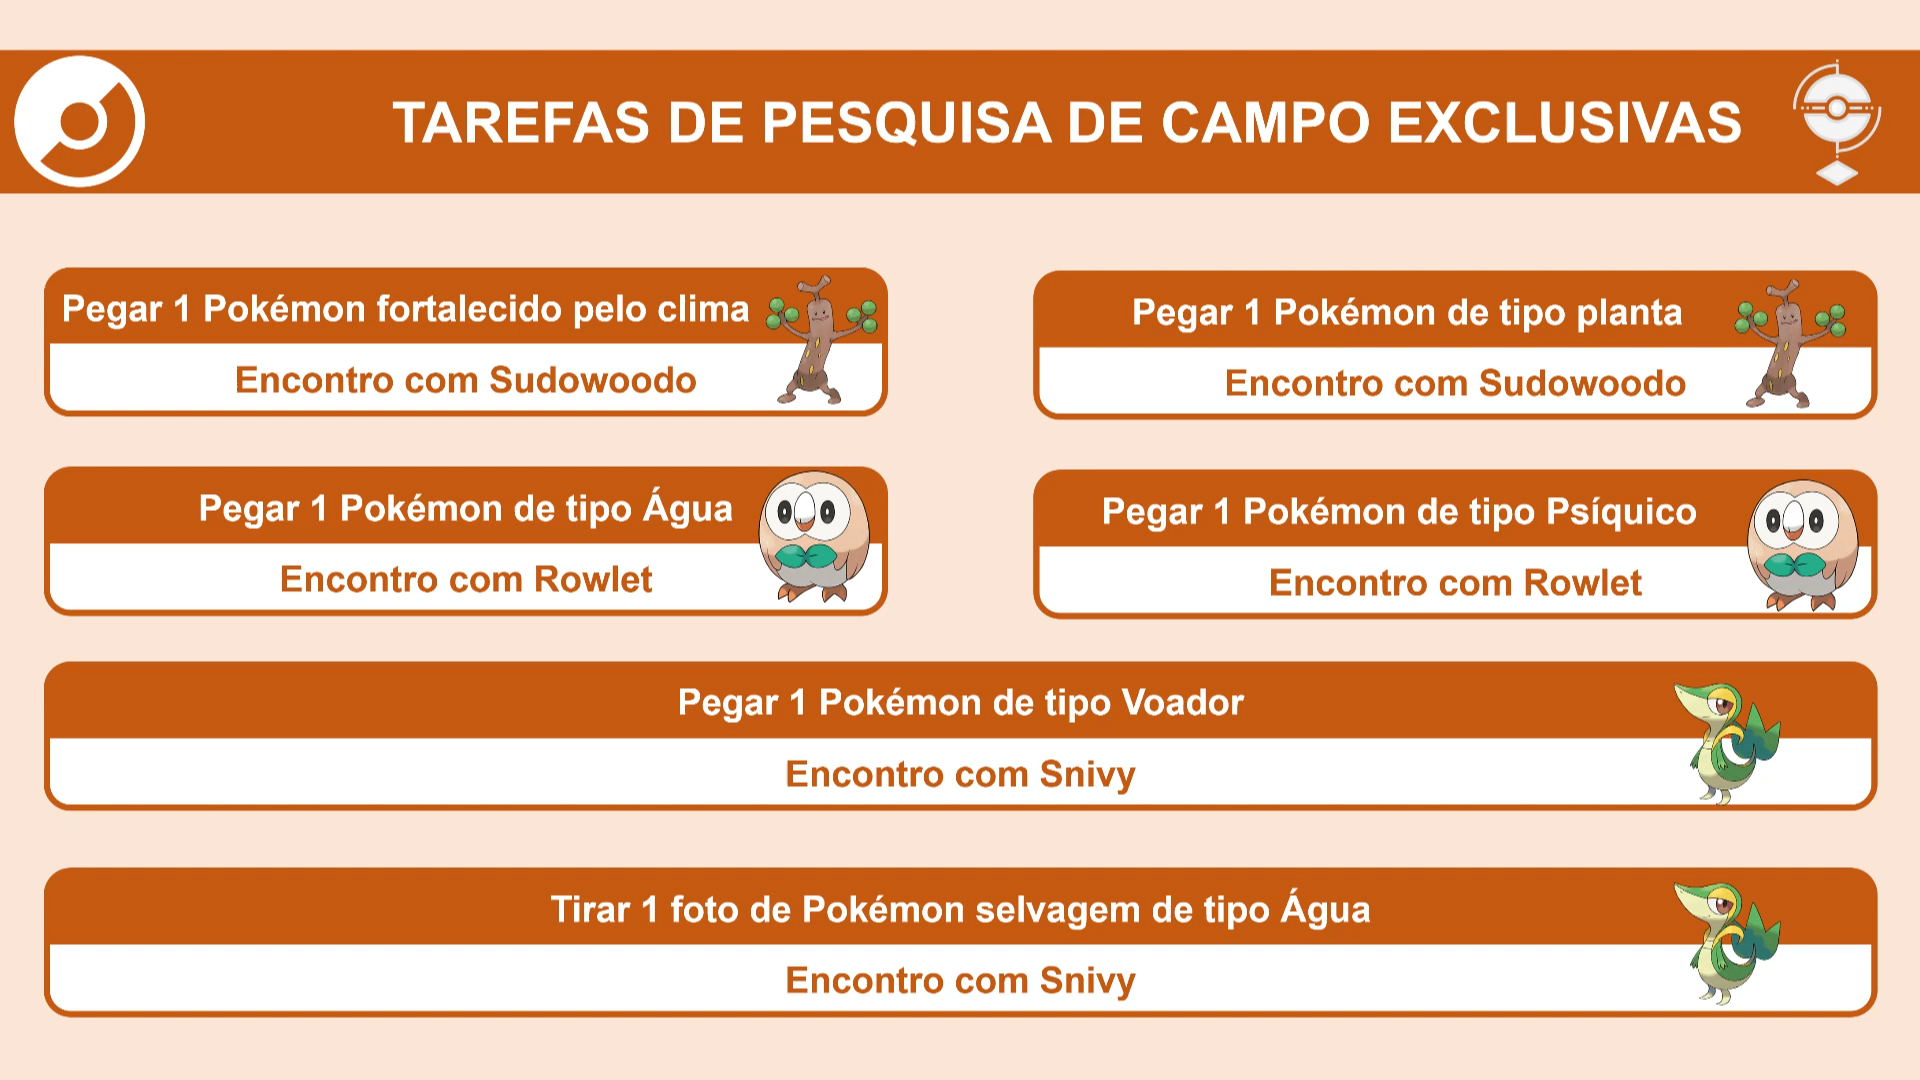 TAREFAS DE PESQUISA DE CAMPO EXCLUSIVAS
Pegar 1 Pokémon fortalecido pelo clima
Encontro com Sudowoodo
Pegar 1 Pokémon de tipo planta
Encontro com Sudowoodo
Pegar 1 Pokémon de tipo Água
Encontro com Rowlet
Pegar 1 Pokémon de tipo Psíquico
Encontro com Rowlet
Pegar 1 Pokémon de tipo Voador
Encontro com Snivy
Tirar 1 foto de Pokémon selvagem de tipo Água
Encontro com Snivy